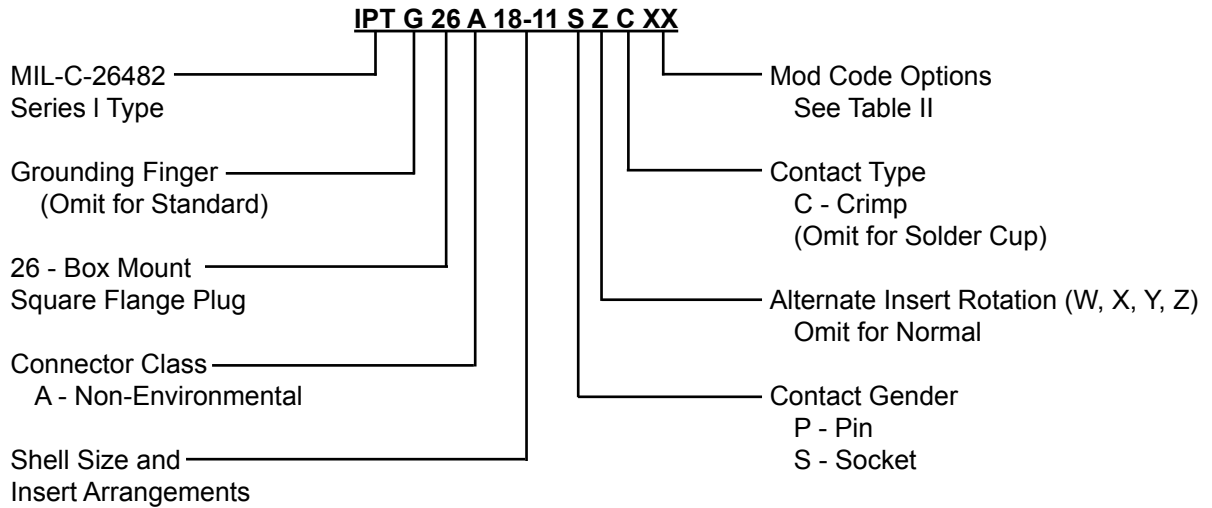 IPT G 26 A 18-11 S Z C XX
MIL-C-26482
Series I Type
Grounding Finger
(Omit for Standard)
26 - Box Mount
Square Flange Plug
Connector Class
A - Non-Environmental
Shell Size and
Insert Arrangements
Mod Code Options
See Table II
Contact Type
C - Crimp
(Omit for Solder Cup)
Alternate Insert Rotation (W, X, Y, Z)
Omit for Normal
Contact Gender
P - Pin
S - Socket